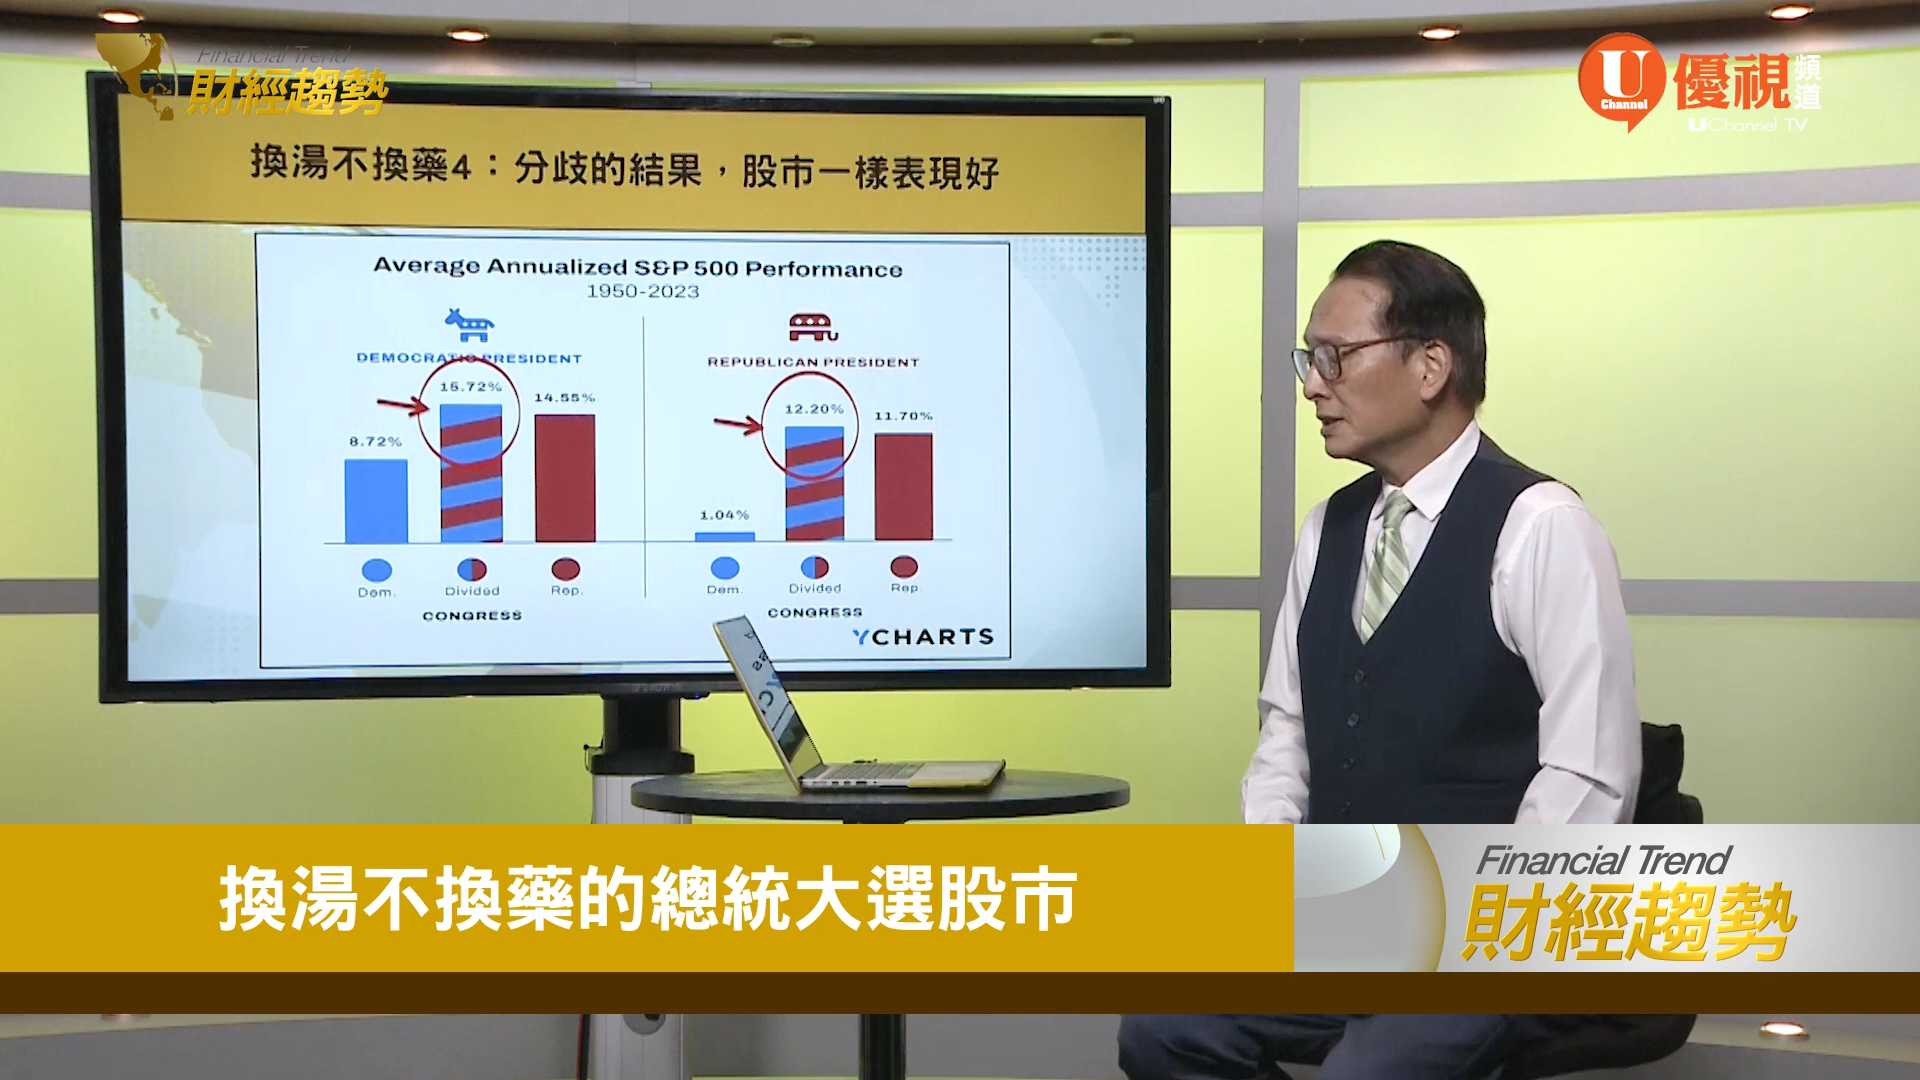 Financial Trend
財經趨勢
U
Channel
優視
頻道
UChannel TV
換湯不換藥4：分歧的結果，股市一樣表現好
Average Annualized S&P 500 Performance
1950-2023
DEMOCRATIC PRESIDENT
REPUBLICAN PRESIDENT
8.72%
15.72%
14.55%
1.04%
12.20%
11.70%
Dem.
Divided
Rep.
Dem.
Divided
Rep.
CONGRESS
CONGRESS
YCHARTS
換湯不換藥的總統大選股市
Financial Trend
財經趨勢